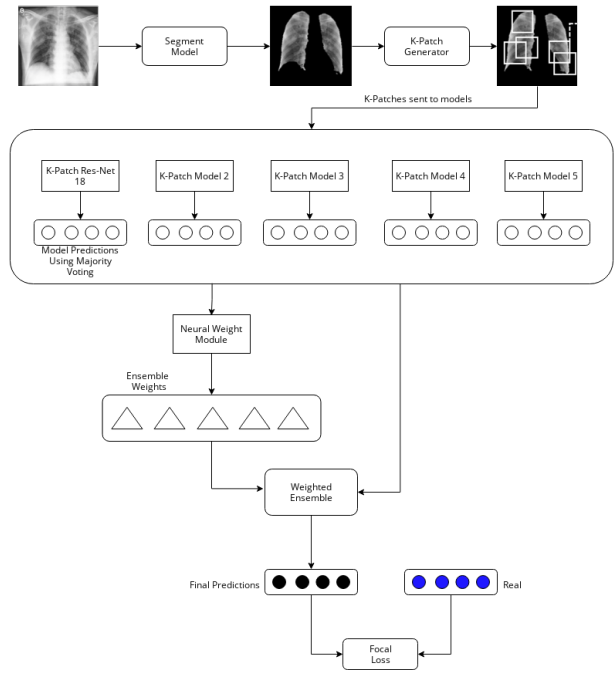 Segment
Model
K-Patch
Generator
K-Patches sent to models
K-Patch Res-Net
18
K-Patch Model 2
K-Patch Model 3
K-Patch Model 4
K-Patch Model 5
Model Predictions
Using Majority
Voting
Neural Weight
Module
Ensemble
Weights
Weighted
Ensemble
Final Predictions
Real
Focal
Loss